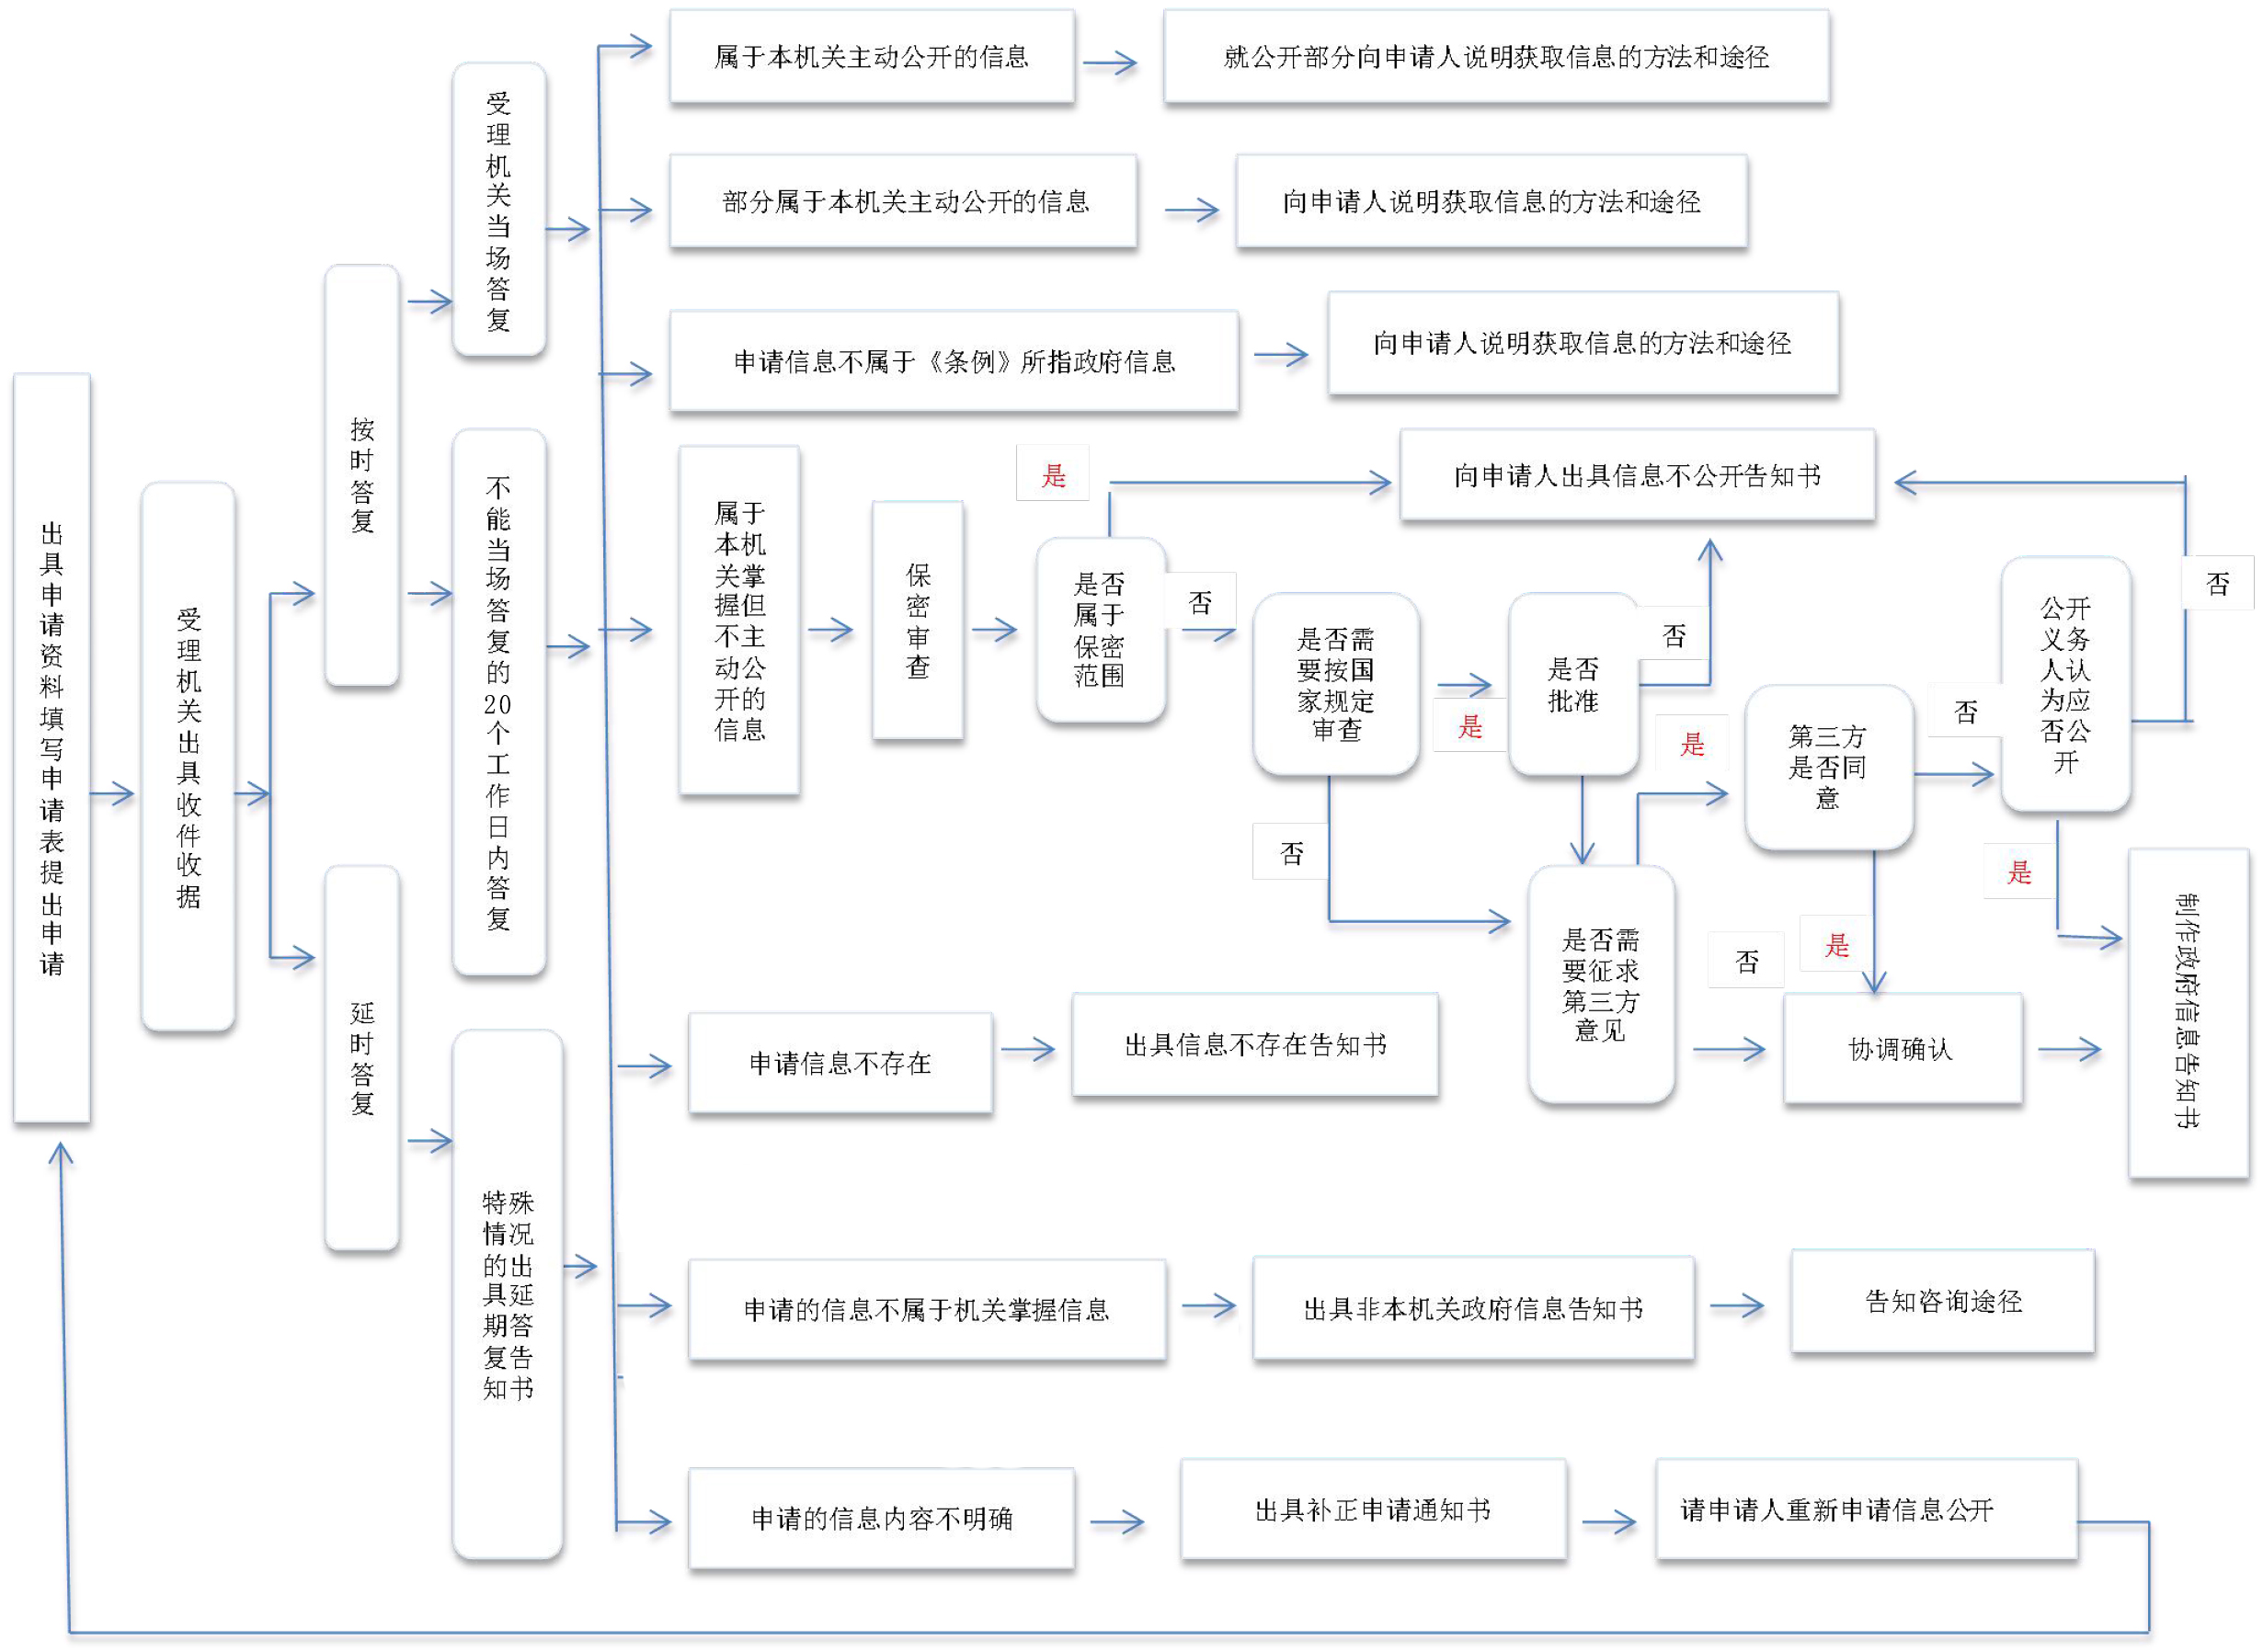 出具申请资料填写申请表提出申请
受理机关出具收件收据
按时答复
延时答复
受理机关当场答复
不能当场答复的20个工作日内答复
特殊
情况
的出
具延
期答
复告
知书
属于本机关主动公开的信息
就公开部分向申请人说明获取信息的方法和途径
部分属于本机关主动公开的信息
向申请人说明获取信息的方法和途径
申请信息不属于《条例》所指政府信息
向申请人说明获取信息的方法和途径
属于
本机
关掌
握但
不主
动公
开的
信息
保密审查
是否
属于
保密
范围
是
否
向申请人出具信息不公开告知书
是否需
要按国
家规定
审查
是
否
是否
批准
否
是否需
要征求
第三方
意见
是
否
第三方
是否同
意
否
是
公开
义务
人认
为应
否公
开
否
是
协调确认
制作政府信息告知书
申请信息不存在
出具信息不存在告知书
申请的信息不属于机关掌握信息
出具非本机关政府信息告知书
告知咨询途径
申请的信息内容不明确
出具补正申请通知书
请申请人重新申请信息公开